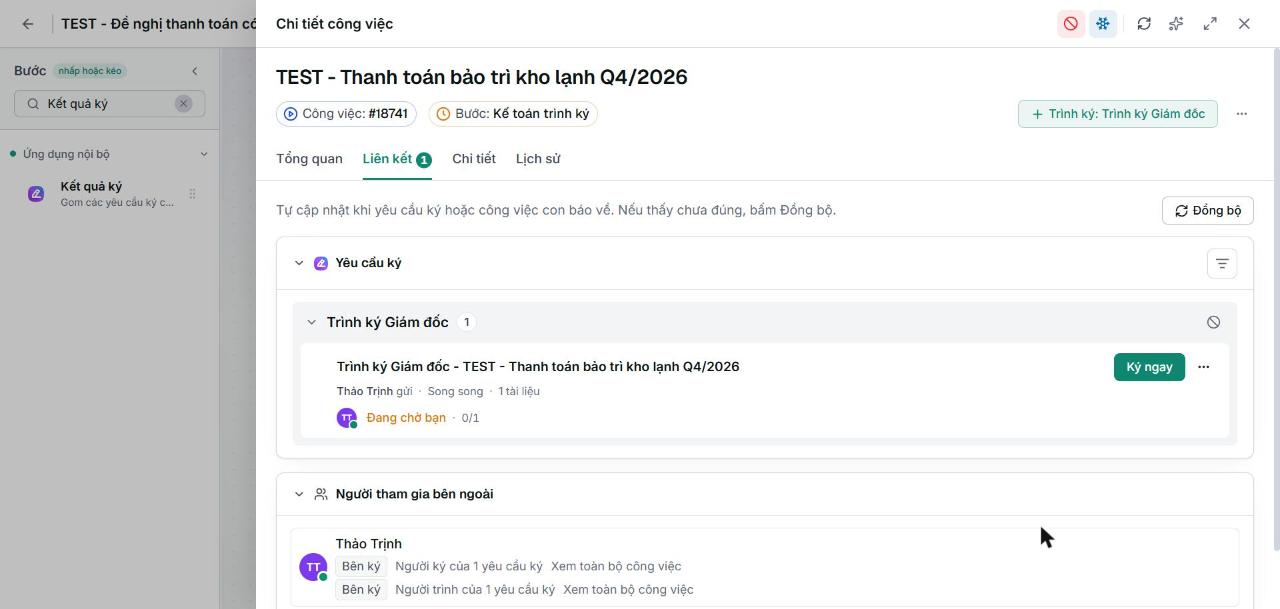 TEST - Đề nghị thanh toán có
Chi tiết công việc
Bước
nhấp hoặc kéo
Kết quả ký
Ứng dụng nội bộ
Kết quả ký
Gom các yêu cầu ký c...
TEST - Thanh toán bảo trì kho lạnh Q4/2026
Công việc: #18741
Bước: Kế toán trình ký
+ Trình ký: Trình ký Giám đốc
Tổng quan
Liên kết 1
Chi tiết
Lịch sử
Tự cập nhật khi yêu cầu ký hoặc công việc con báo về. Nếu thấy chưa đúng, bấm Đồng bộ.
Đồng bộ
Yêu cầu ký
Trình ký Giám đốc 1
Trình ký Giám đốc - TEST - Thanh toán bảo trì kho lạnh Q4/2026
Ký ngay
Thảo Trịnh gửi · Song song · 1 tài liệu
TT Đang chờ bạn · 0/1
Người tham gia bên ngoài
Thảo Trịnh
TT
Bên ký Người ký của 1 yêu cầu ký Xem toàn bộ công việc
Bên ký Người trình của 1 yêu cầu ký Xem toàn bộ công việc